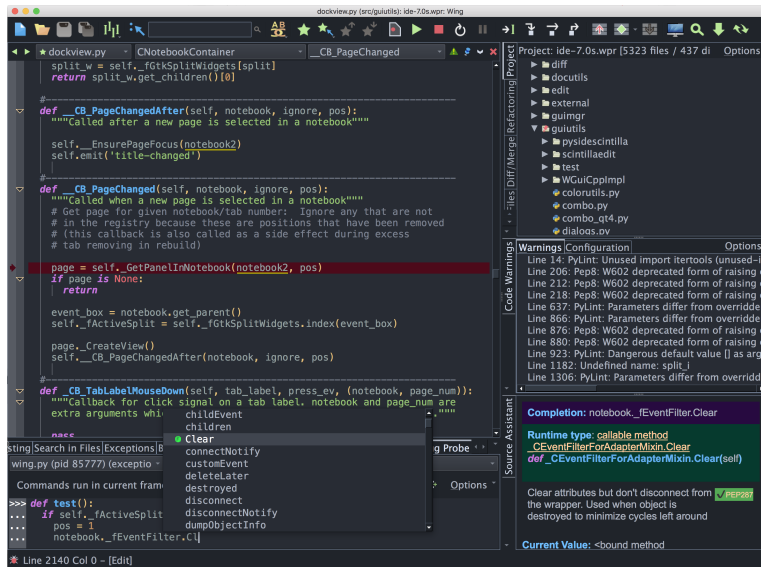 dockview.py (src/guiutils): ide-7.0s.wpr: Wing
dockview.py
CNotebookContainer
__CB_PageChanged
split_w = self._fGtkSplitWidgets[split]
return split_w.get_children()[0]
#-----------------------------------------------------------------------
def __CB_PageChangedAfter(self, notebook, ignore, pos):
"""Called after a new page is selected in a notebook"""
self.__EnsurePageFocus(notebook2)
self.emit('title-changed')
#-----------------------------------------------------------------------
def __CB_PageChanged(self, notebook, ignore, pos):
"""Called when a new page is selected in a notebook"""
# Get page for given notebook/tab number:  Ignore any that are not
# in the registry because these are positions that have been removed
# (this callback is also called as a side effect during excess
# tab removing in rebuild)
page = self._GetPanelInNotebook(notebook2, pos)
if page is None:
return
event_box = notebook.get_parent()
self._fActiveSplit = self._fGtkSplitWidgets.index(event_box)
page._CreateView()
self.__CB_PageChangedAfter(notebook, ignore, pos)
#-----------------------------------------------------------------------
def _CB_TabLabelMouseDown(self, tab_label, press_ev, (notebook, page_num)):
"""Callback for click signal on a tab label. notebook and page_num are
extra arguments whi ."""
pass
childEvent
children
Clear
connectNotify
customEvent
deleteLater
destroyed
disconnect
disconnectNotify
dumpObjectInfo
sting Search in Files Exceptions B g Probe
wing.py (pid 85777) (exceptio
Commands run in current fram Options
>>> def test():
... if self._fActiveSplit
... pos = 1
... notebook._fEventFilter.Cl
Line 2140 Col 0 - [Edit]
Project
Refactoring
Diff/Merge
Files
Project: ide-7.0s.wpr [5323 files / 437 di Options
diff
docutils
edit
external
guimgr
guiutils
pysidescintilla
scintillaedit
test
WGuiCppImpl
colorutils.py
combo.py
combo_qt4.py
dialogs.py
Code Warnings
Warnings Configuration Options
Line 14: PyLint: Unused import itertools (unused-i
Line 206: Pep8: W602 deprecated form of raising
Line 212: Pep8: W602 deprecated form of raising
Line 218: Pep8: W602 deprecated form of raising
Line 637: PyLint: Parameters differ from overridde
Line 866: PyLint: Parameters differ from overridde
Line 876: Pep8: W602 deprecated form of raising
Line 880: Pep8: W602 deprecated form of raising
Line 923: PyLint: Dangerous default value [] as arg
Line 1182: Undefined name: split_i
Line 1306: PyLint: Parameters differ from overridde
Source Assistant
Completion: notebook._fEventFilter.Clear
Runtime type: callable method
_CEventFilterForAdapterMixin.Clear
def _CEventFilterForAdapterMixin.Clear(self)
Clear attributes but don't disconnect from ✓PEP287
the wrapper. Used when object is
destroyed to minimize cycles left around
Current Value: <bound method